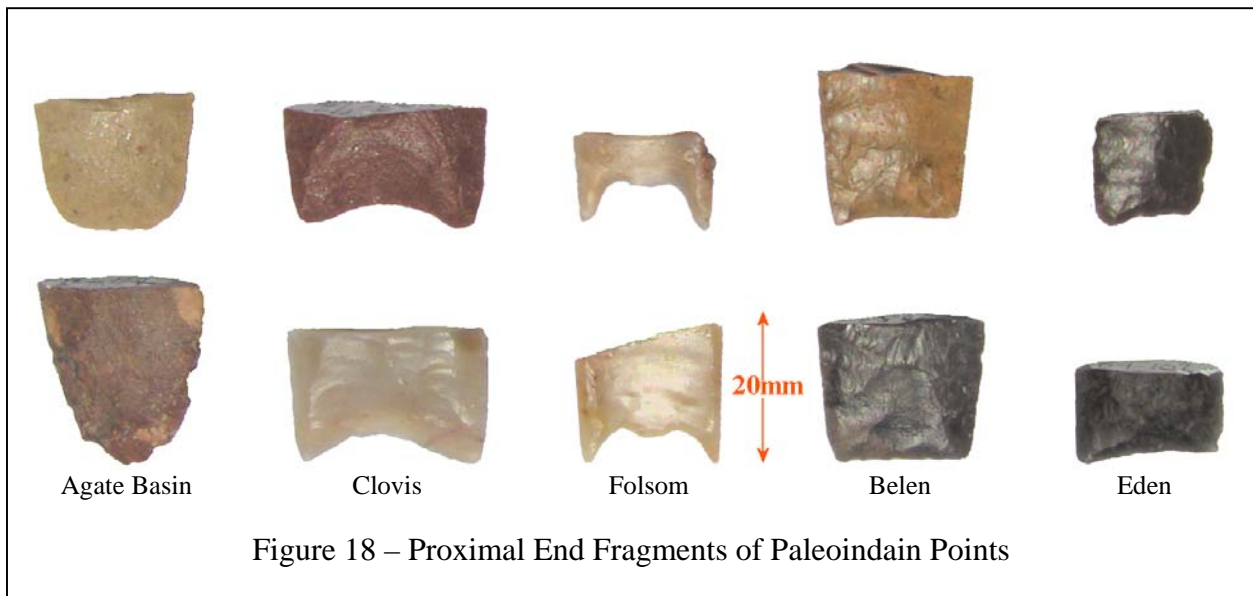 20mm
Agate Basin Clovis Folsom Belen Eden
Figure 18 – Proximal End Fragments of Paleoindain Points